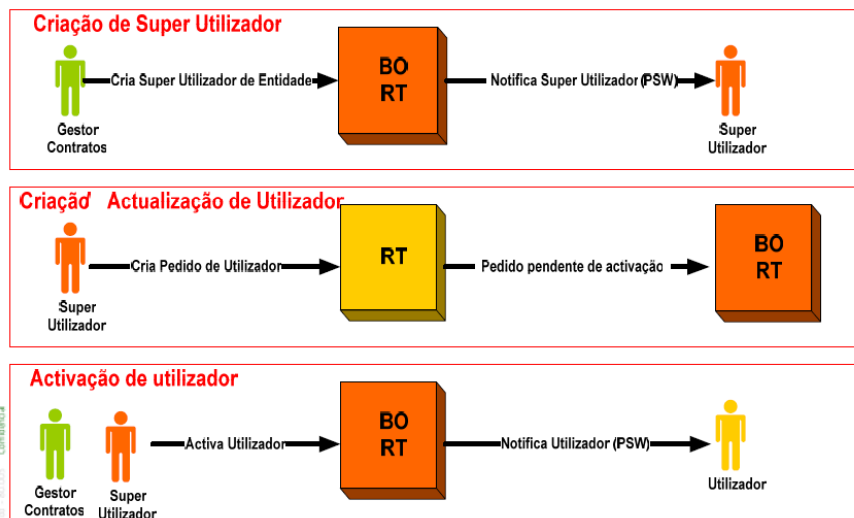 Criação de Super Utilizador
Cria Super Utilizador de Entidade
BO
RT
Notifica Super Utilizador (PSW)
Gestor
Contratos
Super
Utilizador
Criação' Actualização de Utilizador
Cria Pedido de Utilizador
RT
Pedido pendente de activação
BO
RT
Super
Utilizador
Activação de utilizador
Activa Utilizador
BO
RT
Notifica Utilizador (PSW)
Gestor
Contratos
Super
Utilizador
Utilizador